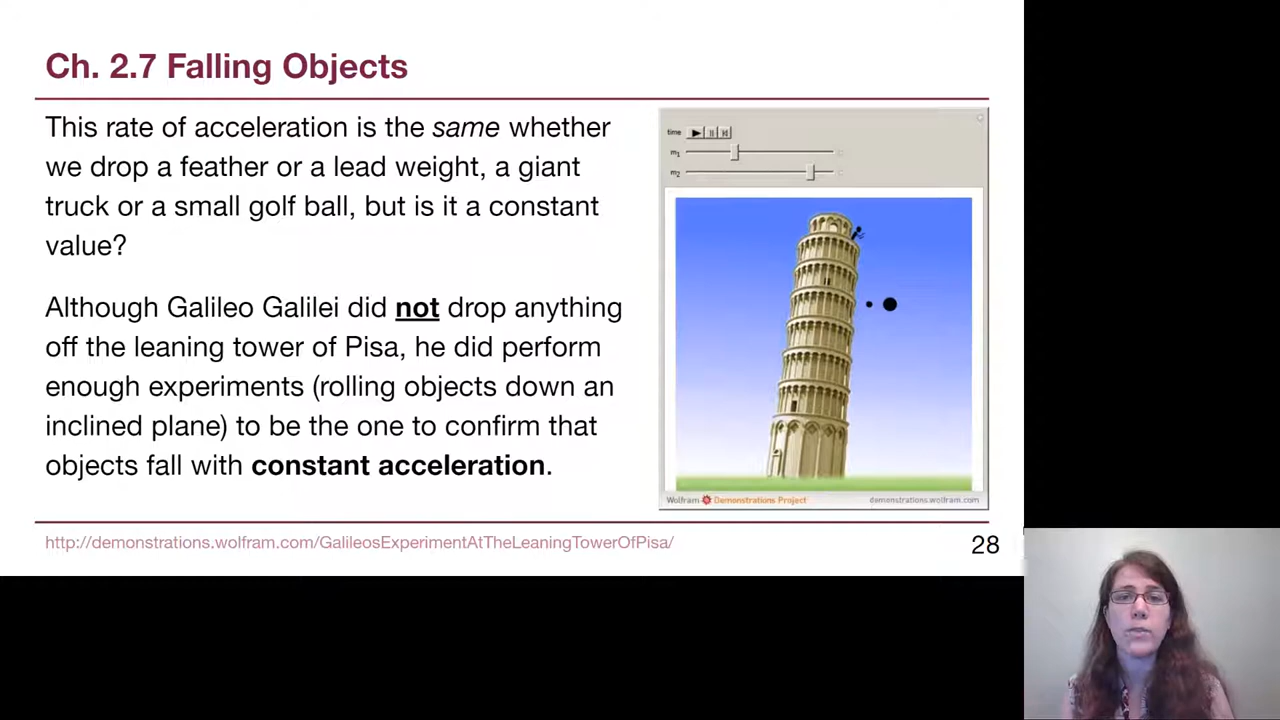 Ch. 2.7 Falling Objects
This rate of acceleration is the same whether
we drop a feather or a lead weight, a giant
truck or a small golf ball, but is it a constant
value?
Although Galileo Galilei did not drop anything
off the leaning tower of Pisa, he did perform
enough experiments (rolling objects down an
inclined plane) to be the one to confirm that
objects fall with constant acceleration.
time
m1
m2
Wolfram Demonstrations Project
demonstrations.wolfram.com
http://demonstrations.wolfram.com/GalileosExperimentAtTheLeaningTowerOfPisa/
28